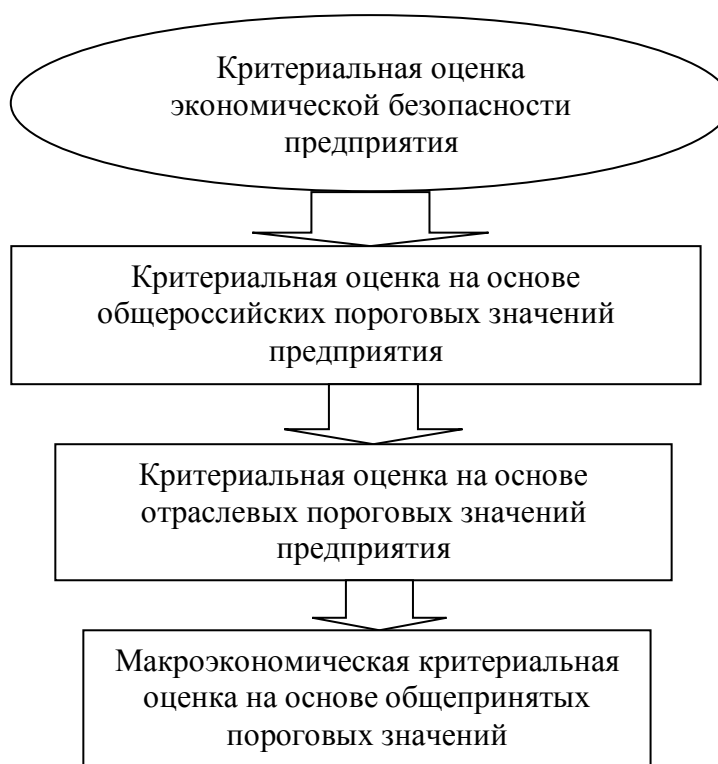 Критериальная оценка
экономической безопасности
предприятия
Критериальная оценка на основе
общероссийских пороговых значений
предприятия
Критериальная оценка на основе
отраслевых пороговых значений
предприятия
Макроэкономическая критериальная
оценка на основе общепринятых
пороговых значений